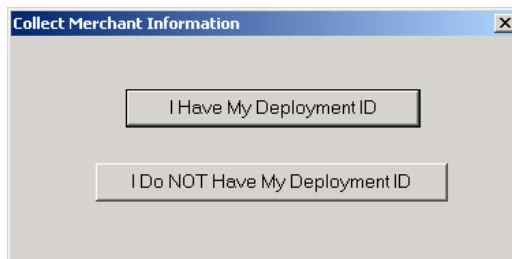 Collect Merchant Information
I Have My Deployment ID
I Do NOT Have My Deployment ID